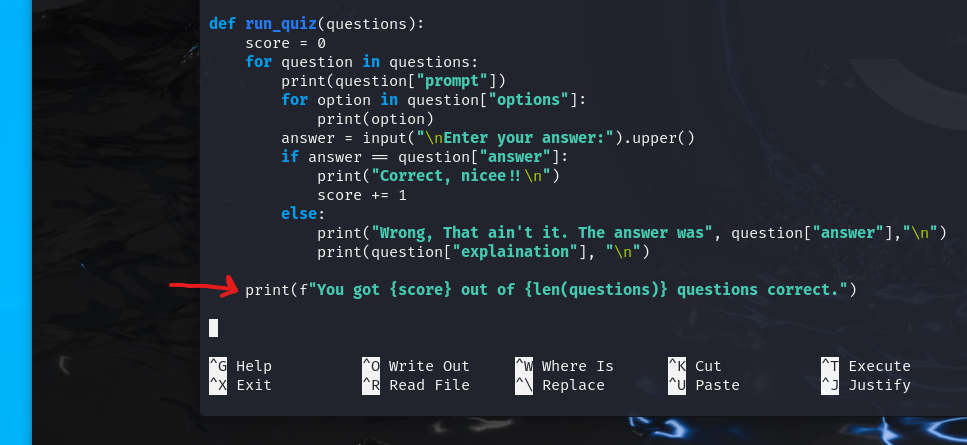 def run_quiz(questions):
    score = 0
    for question in questions:
        print(question["prompt"])
        for option in question["options"]:
            print(option)
        answer = input("\nEnter your answer:").upper()
        if answer == question["answer"]:
            print("Correct, nicee!!\n")
            score += 1
        else:
            print("Wrong, That ain't it. The answer was", question["answer"],"\n")
            print(question["explaination"], "\n")
    print(f"You got {score} out of {len(questions)} questions correct.")
^G Help ^O Write Out ^W Where Is ^K Cut ^T Execute
^X Exit ^R Read File ^\ Replace ^U Paste ^J Justify